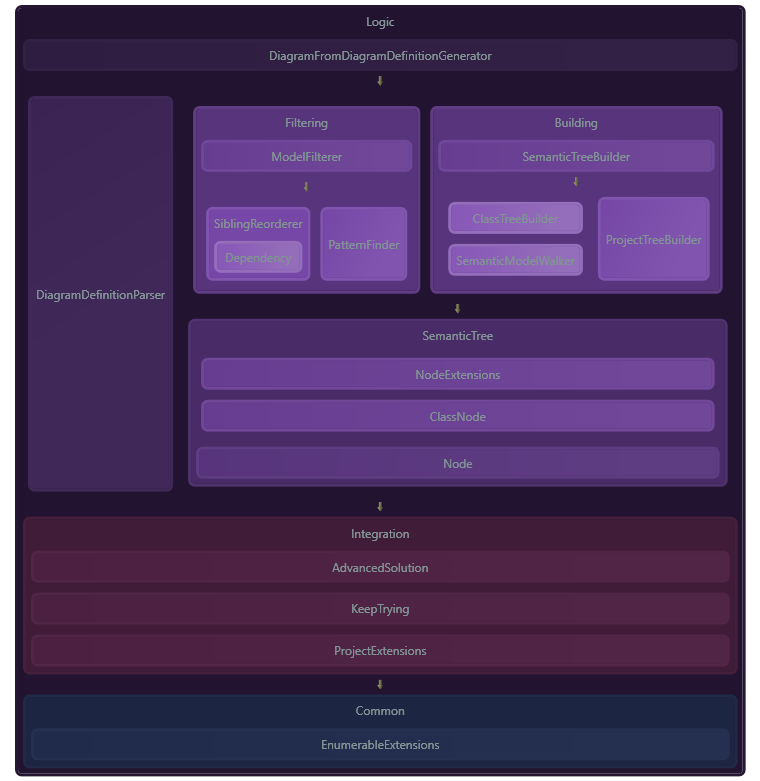 Logic
DiagramFromDiagramDefinitionGenerator
DiagramDefinitionParser
Filtering
ModelFilterer
SiblingReorderer
Dependency
PatternFinder
Building
SemanticTreeBuilder
ClassTreeBuilder
SemanticModelWalker
ProjectTreeBuilder
SemanticTree
NodeExtensions
ClassNode
Node
Integration
AdvancedSolution
KeepTrying
ProjectExtensions
Common
EnumerableExtensions